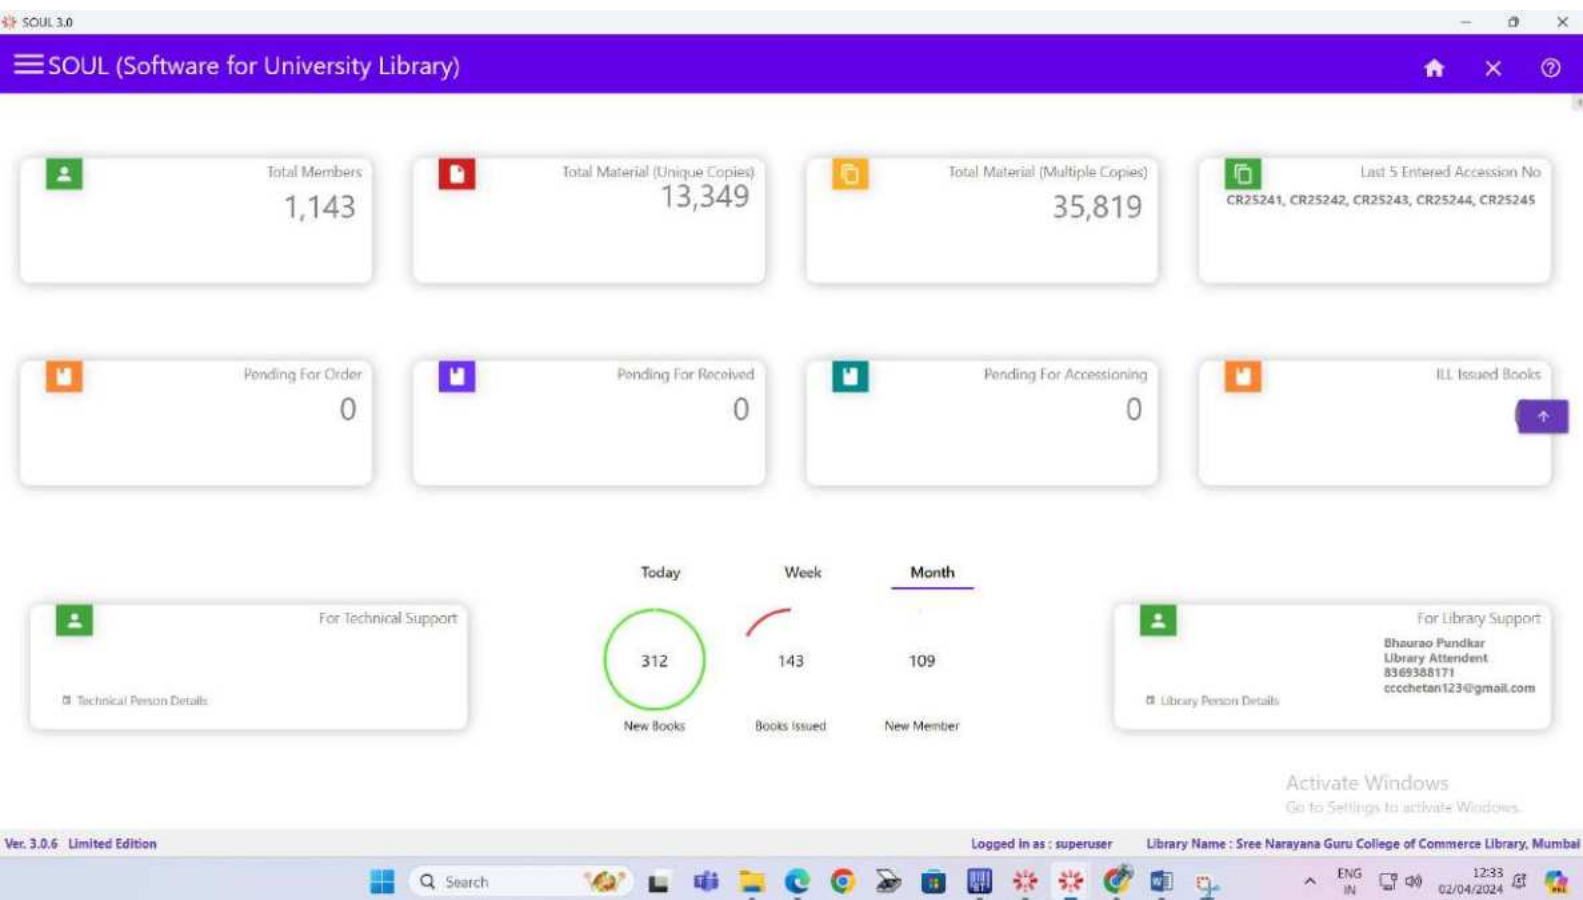 SOUL 3.0
SOUL (Software for University Library)
Total Members
1,143
Total Material (Unique Copies)
13,349
Total Material (Multiple Copies)
35,819
Last 5 Entered Accession No
CR25241, CR25242, CR25243, CR25244, CR25245
Pending For Order
0
Pending For Received
0
Pending For Accessioning
0
ILL Issued Books
Today Week Month
312
New Books
143
Books Issued
109
New Member
For Technical Support
Technical Person Details
For Library Support
Bhaurao Pundkar
Library Attendent
8369388171
cccchetan123@gmail.com
Library Person Details
Activate Windows
Go to Settings to activate Windows.
Ver. 3.0.6 Limited Edition
Logged in as : superuser
Library Name : Sree Narayana Guru College of Commerce Library, Mumbai
Search
ENG
IN
12:33
02/04/2024